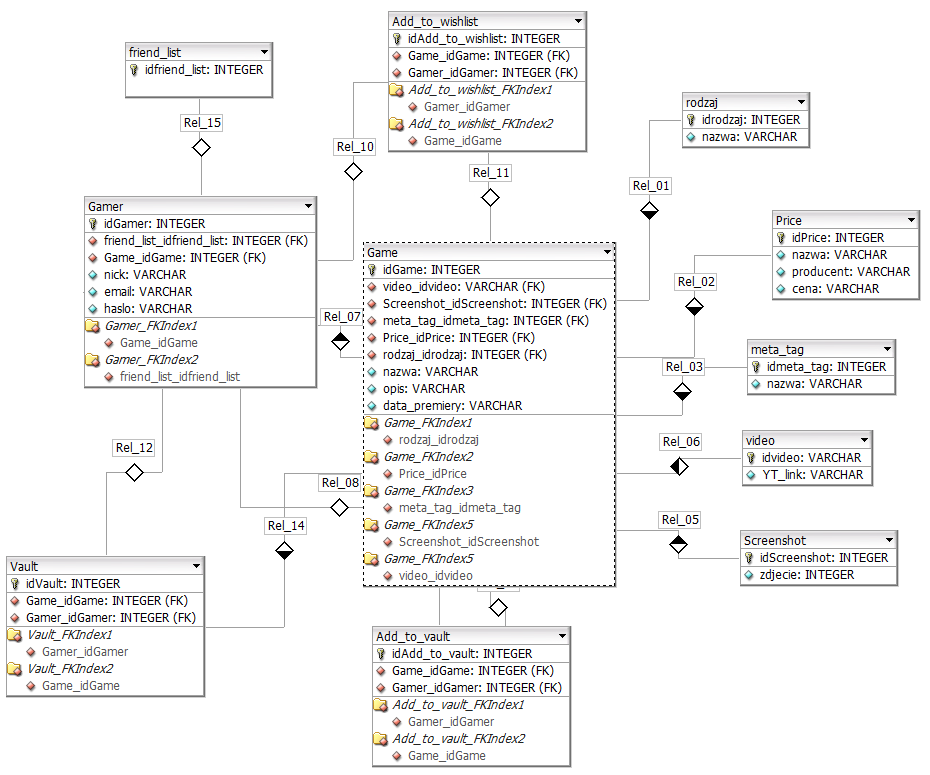 Add_to_wishlist
idAdd_to_wishlist: INTEGER
Game_idGame: INTEGER (FK)
Gamer_idGamer: INTEGER (FK)
Add_to_wishlist_FKIndex1
Gamer_idGamer
Add_to_wishlist_FKIndex2
Game_idGame
friend_list
idfriend_list: INTEGER
Rel_15
Rel_10
Rel_11
rodzaj
idrodzaj: INTEGER
nazwa: VARCHAR
Rel_01
Gamer
idGamer: INTEGER
friend_list_idfriend_list: INTEGER (FK)
Game_idGame: INTEGER (FK)
nick: VARCHAR
email: VARCHAR
haslo: VARCHAR
Gamer_FKIndex1
Game_idGame
Gamer_FKIndex2
friend_list_idfriend_list
Price
idPrice: INTEGER
nazwa: VARCHAR
producent: VARCHAR
cena: VARCHAR
Rel_02
Game
idGame: INTEGER
video_idvideo: VARCHAR (FK)
Screenshot_idScreenshot: INTEGER (FK)
meta_tag_idmeta_tag: INTEGER (FK)
Price_idPrice: INTEGER (FK)
rodzaj_idrodzaj: INTEGER (FK)
nazwa: VARCHAR
opis: VARCHAR
data_premiery: VARCHAR
Game_FKIndex1
rodzaj_idrodzaj
Game_FKIndex2
Price_idPrice
Game_FKIndex3
meta_tag_idmeta_tag
Game_FKIndex5
Screenshot_idScreenshot
Game_FKIndex5
video_idvideo
Rel_07
Rel_03
meta_tag
idmeta_tag: INTEGER
nazwa: VARCHAR
Rel_06
video
idvideo: VARCHAR
YT_link: VARCHAR
Rel_12
Rel_08
Rel_14
Rel_05
Screenshot
idScreenshot: INTEGER
zdjecie: INTEGER
Vault
idVault: INTEGER
Game_idGame: INTEGER (FK)
Gamer_idGamer: INTEGER (FK)
Vault_FKIndex1
Gamer_idGamer
Vault_FKIndex2
Game_idGame
Add_to_vault
idAdd_to_vault: INTEGER
Game_idGame: INTEGER (FK)
Gamer_idGamer: INTEGER (FK)
Add_to_vault_FKIndex1
Gamer_idGamer
Add_to_vault_FKIndex2
Game_idGame